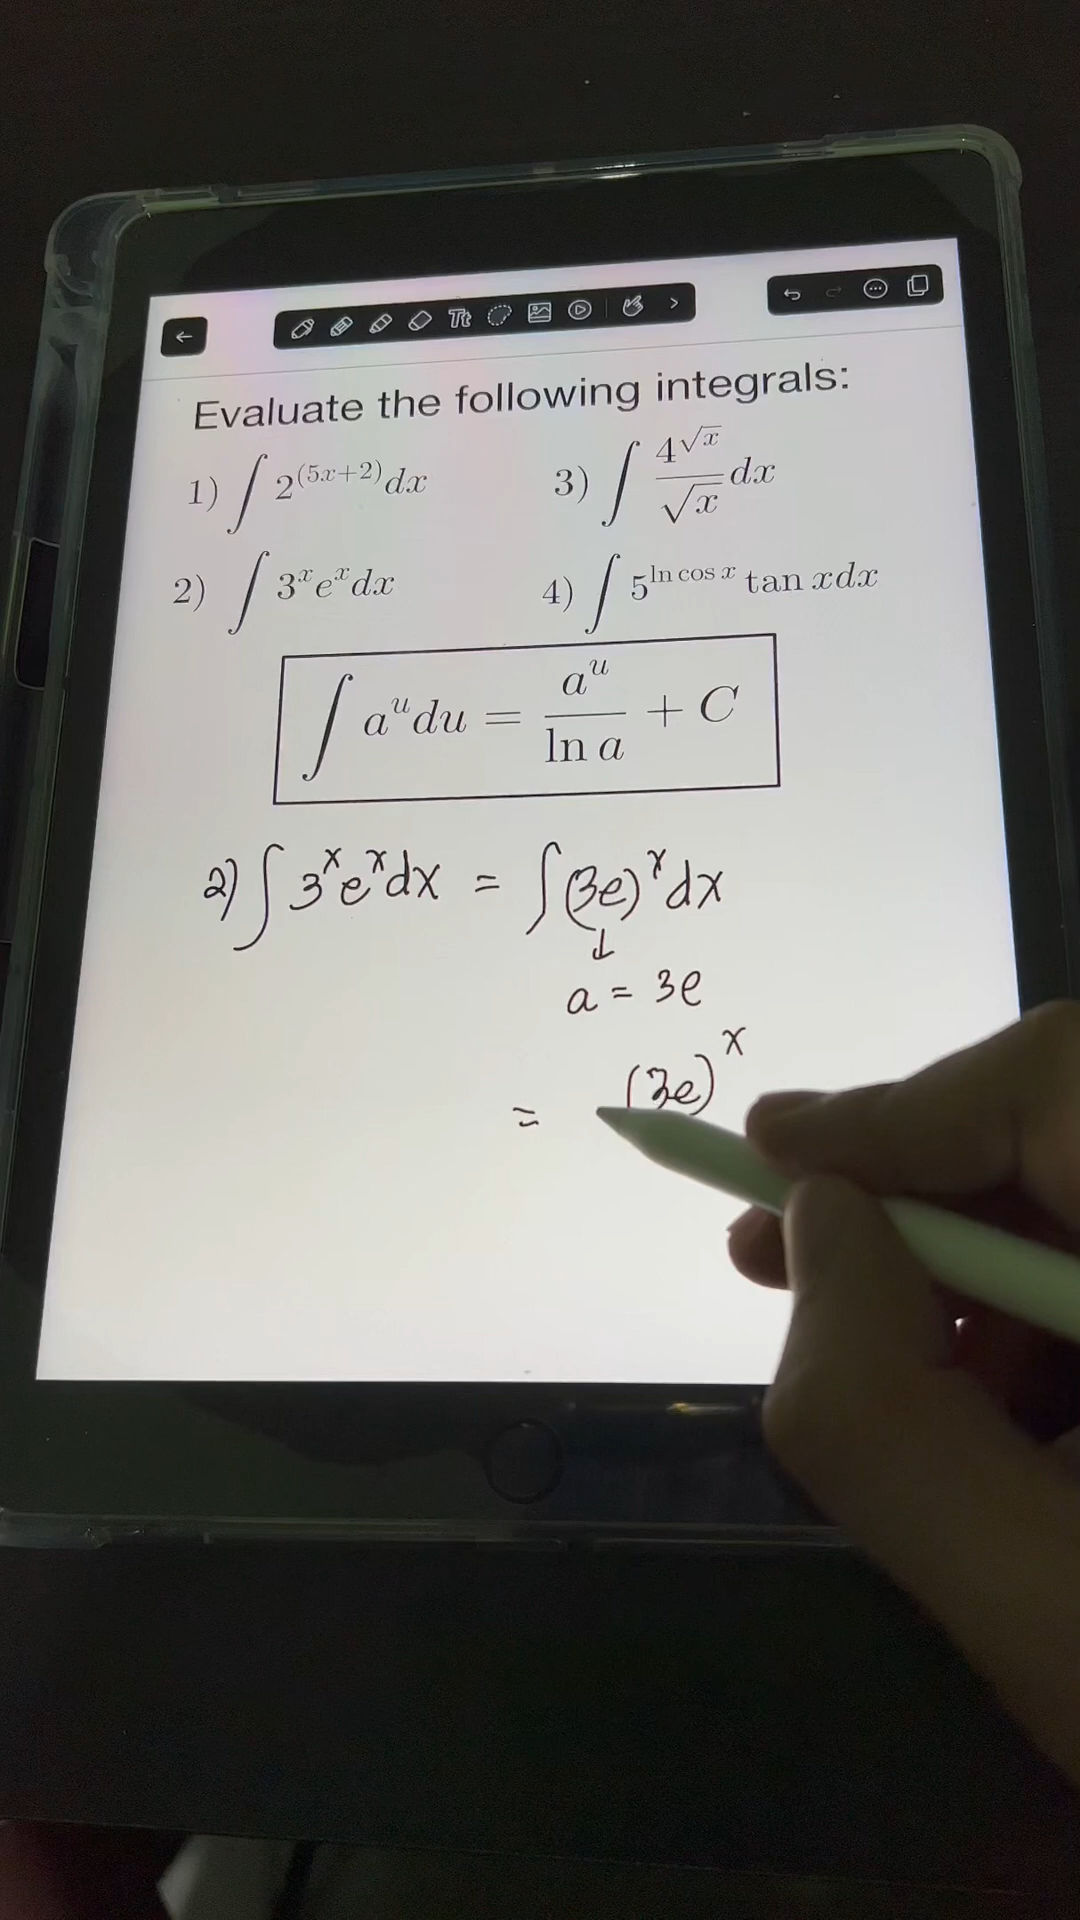 Evaluate the following integrals:
1) ∫ 2^(5x+2) dx
3) ∫ 4^√x / √x dx
2) ∫ 3^x e^x dx
4) ∫ 5^ln cos x tan xdx
∫ a^u du = a^u / ln a + C
2) ∫ 3^x e^x dx = ∫ (3e)^x dx
↓
a = 3e
= (3e)^x